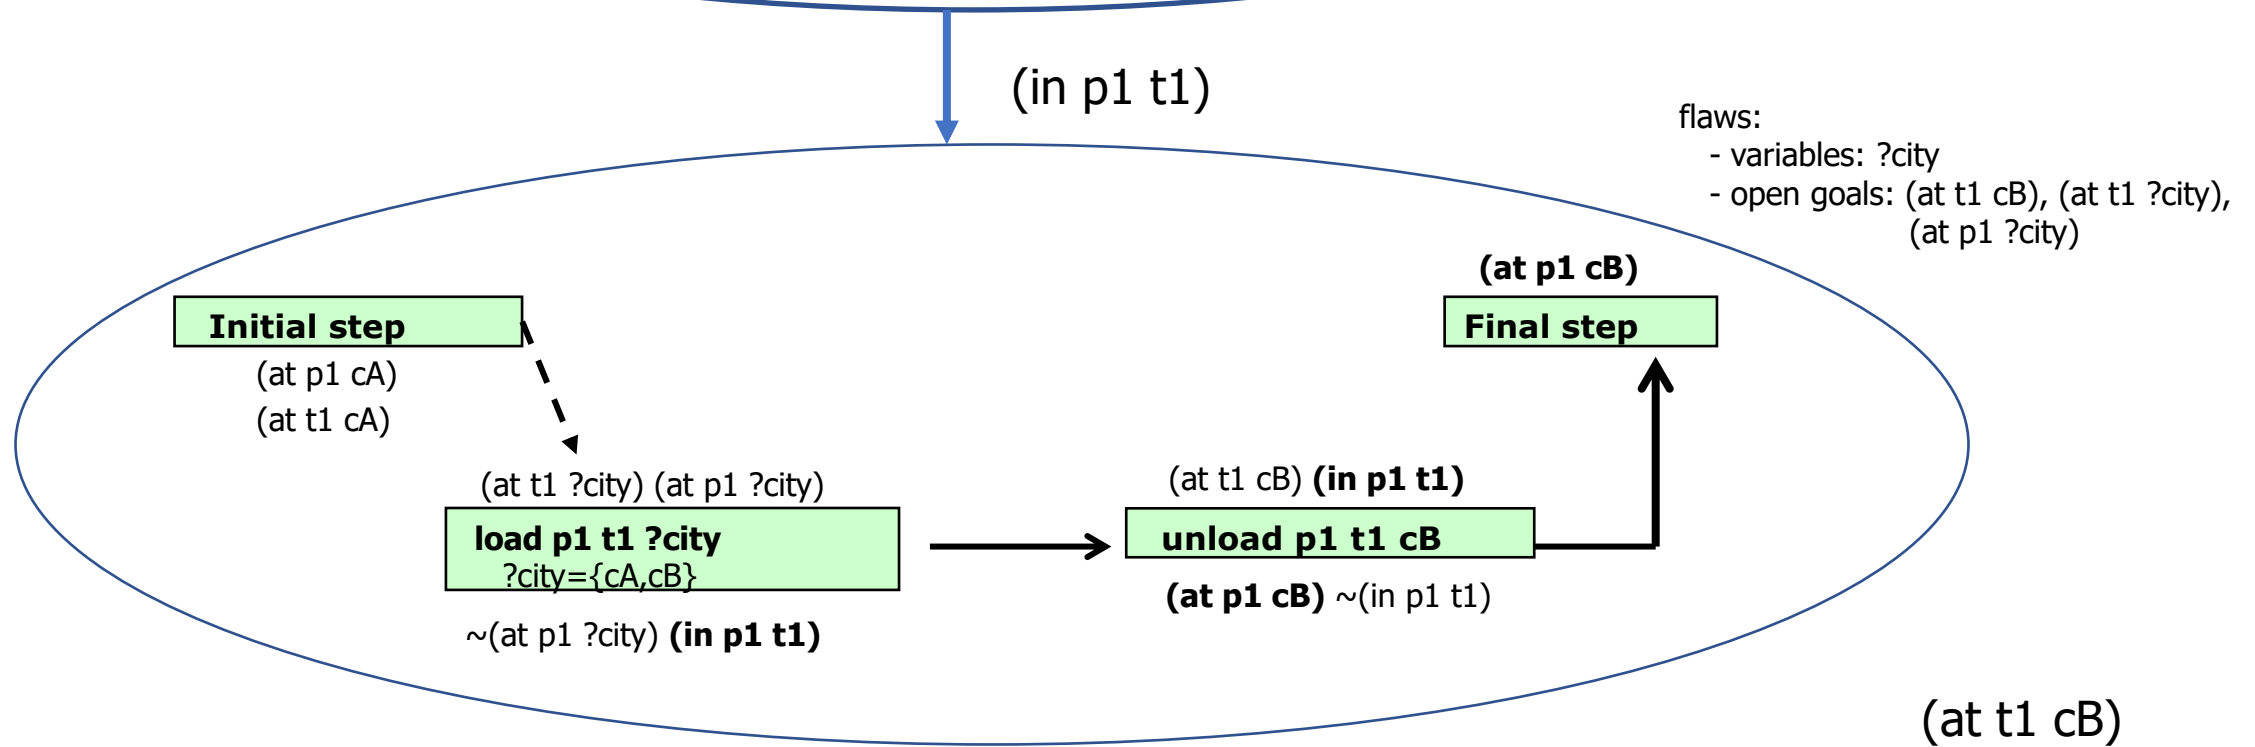 (in p1 t1)
flaws:
- variables: ?city
- open goals: (at t1 cB), (at t1 ?city),
(at p1 ?city)
(at p1 cB)
Initial step
Final step
(at p1 cA)
(at t1 cA)
(at t1 ?city) (at p1 ?city)
(at t1 cB) (in p1 t1)
load p1 t1 ?city
?city={cA,cB}
unload p1 t1 cB
~(at p1 ?city) (in p1 t1)
(at p1 cB) ~(in p1 t1)
(at t1 cB)